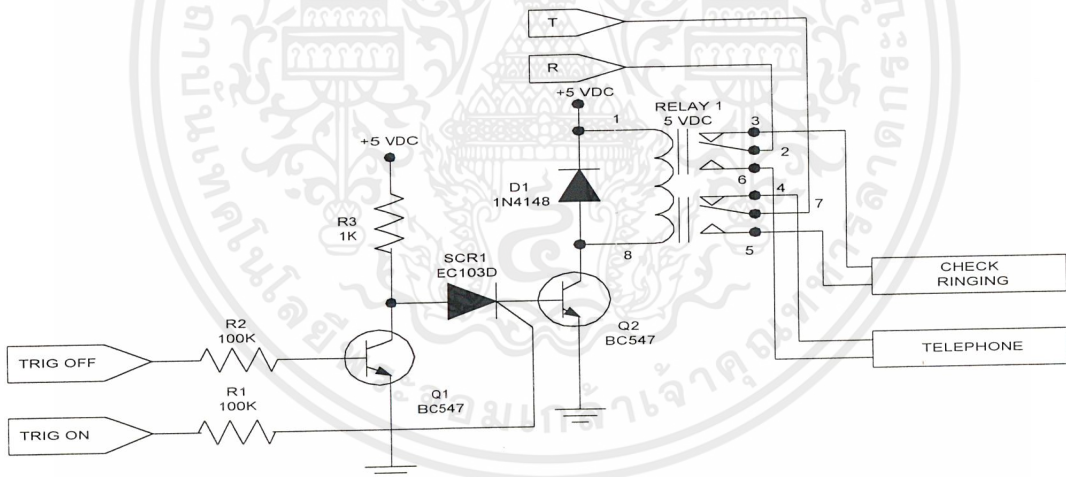 T
R
+5 VDC
RELAY 1
5 VDC
1
3
2
6
4
7
5
8
+5 VDC
D1
1N4148
R3
1K
SCR1
EC103D
CHECK
RINGING
Q2
BC547
TELEPHONE
R2
100K
TRIG OFF
R1
100K
Q1
BC547
TRIG ON